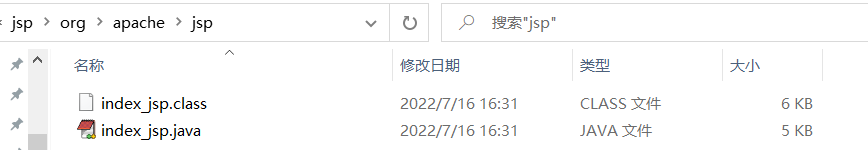 jsp > org > apache > jsp 搜索"jsp"
名称 修改日期 类型 大小
index_jsp.class 2022/7/16 16:31 CLASS 文件 6 KB
index_jsp.java 2022/7/16 16:31 JAVA 文件 5 KB